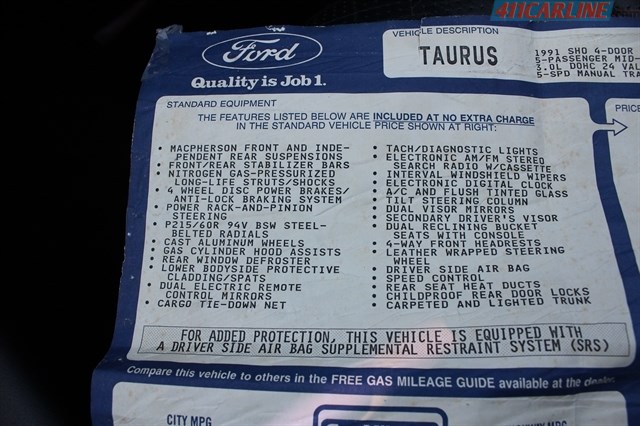 411CARLINE
Ford
Quality is Job 1.
VEHICLE DESCRIPTION
TAURUS
1991 SHO 4-DOOR
5-PASSENGER MID-
3.0L DOHC 24 VAL
5-SPD MANUAL TRA
STANDARD EQUIPMENT
THE FEATURES LISTED BELOW ARE INCLUDED AT NO EXTRA CHARGE
IN THE STANDARD VEHICLE PRICE SHOWN AT RIGHT:
• MACPHERSON FRONT AND INDE-
PENDENT REAR SUSPENSIONS
• FRONT/REAR STABILIZER BARS
• NITROGEN GAS-PRESSURIZED
LONG-LIFE STRUTS/SHOCKS
• 4 WHEEL DISC POWER BRAKES/
ANTI-LOCK BRAKING SYSTEM
• POWER RACK-AND-PINION
STEERING
• P215/60R 94V BSW STEEL-
BELTED RADIALS
• CAST ALUMINUM WHEELS
• GAS CYLINDER HOOD ASSISTS
• REAR WINDOW DEFROSTER
• LOWER BODYSIDE PROTECTIVE
CLADDING/SPATS
• DUAL ELECTRIC REMOTE
CONTROL MIRRORS
• CARGO TIE-DOWN NET
• TACH/DIAGNOSTIC LIGHTS
• ELECTRONIC AM/FM STEREO
SEARCH RADIO W/CASSETTE
• INTERVAL WINDSHIELD WIPERS
• ELECTRONIC DIGITAL CLOCK
• A/C AND FLUSH TINTED GLASS
• TILT STEERING COLUMN
• DUAL VISOR MIRRORS
• SECONDARY DRIVER'S VISOR
• DUAL RECLINING BUCKET
SEATS WITH CONSOLE
• 4-WAY FRONT HEADRESTS
• LEATHER WRAPPED STEERING
WHEEL
• DRIVER SIDE AIR BAG
• SPEED CONTROL
• REAR SEAT HEAT DUCTS
• CHILDPROOF REAR DOOR LOCKS
• CARPETED AND LIGHTED TRUNK
PRICE
FOR ADDED PROTECTION, THIS VEHICLE IS EQUIPPED WITH
A DRIVER SIDE AIR BAG SUPPLEMENTAL RESTRAINT SYSTEM (SRS)
Compare this vehicle to others in the FREE GAS MILEAGE GUIDE available at the dealer.
CITY MPG